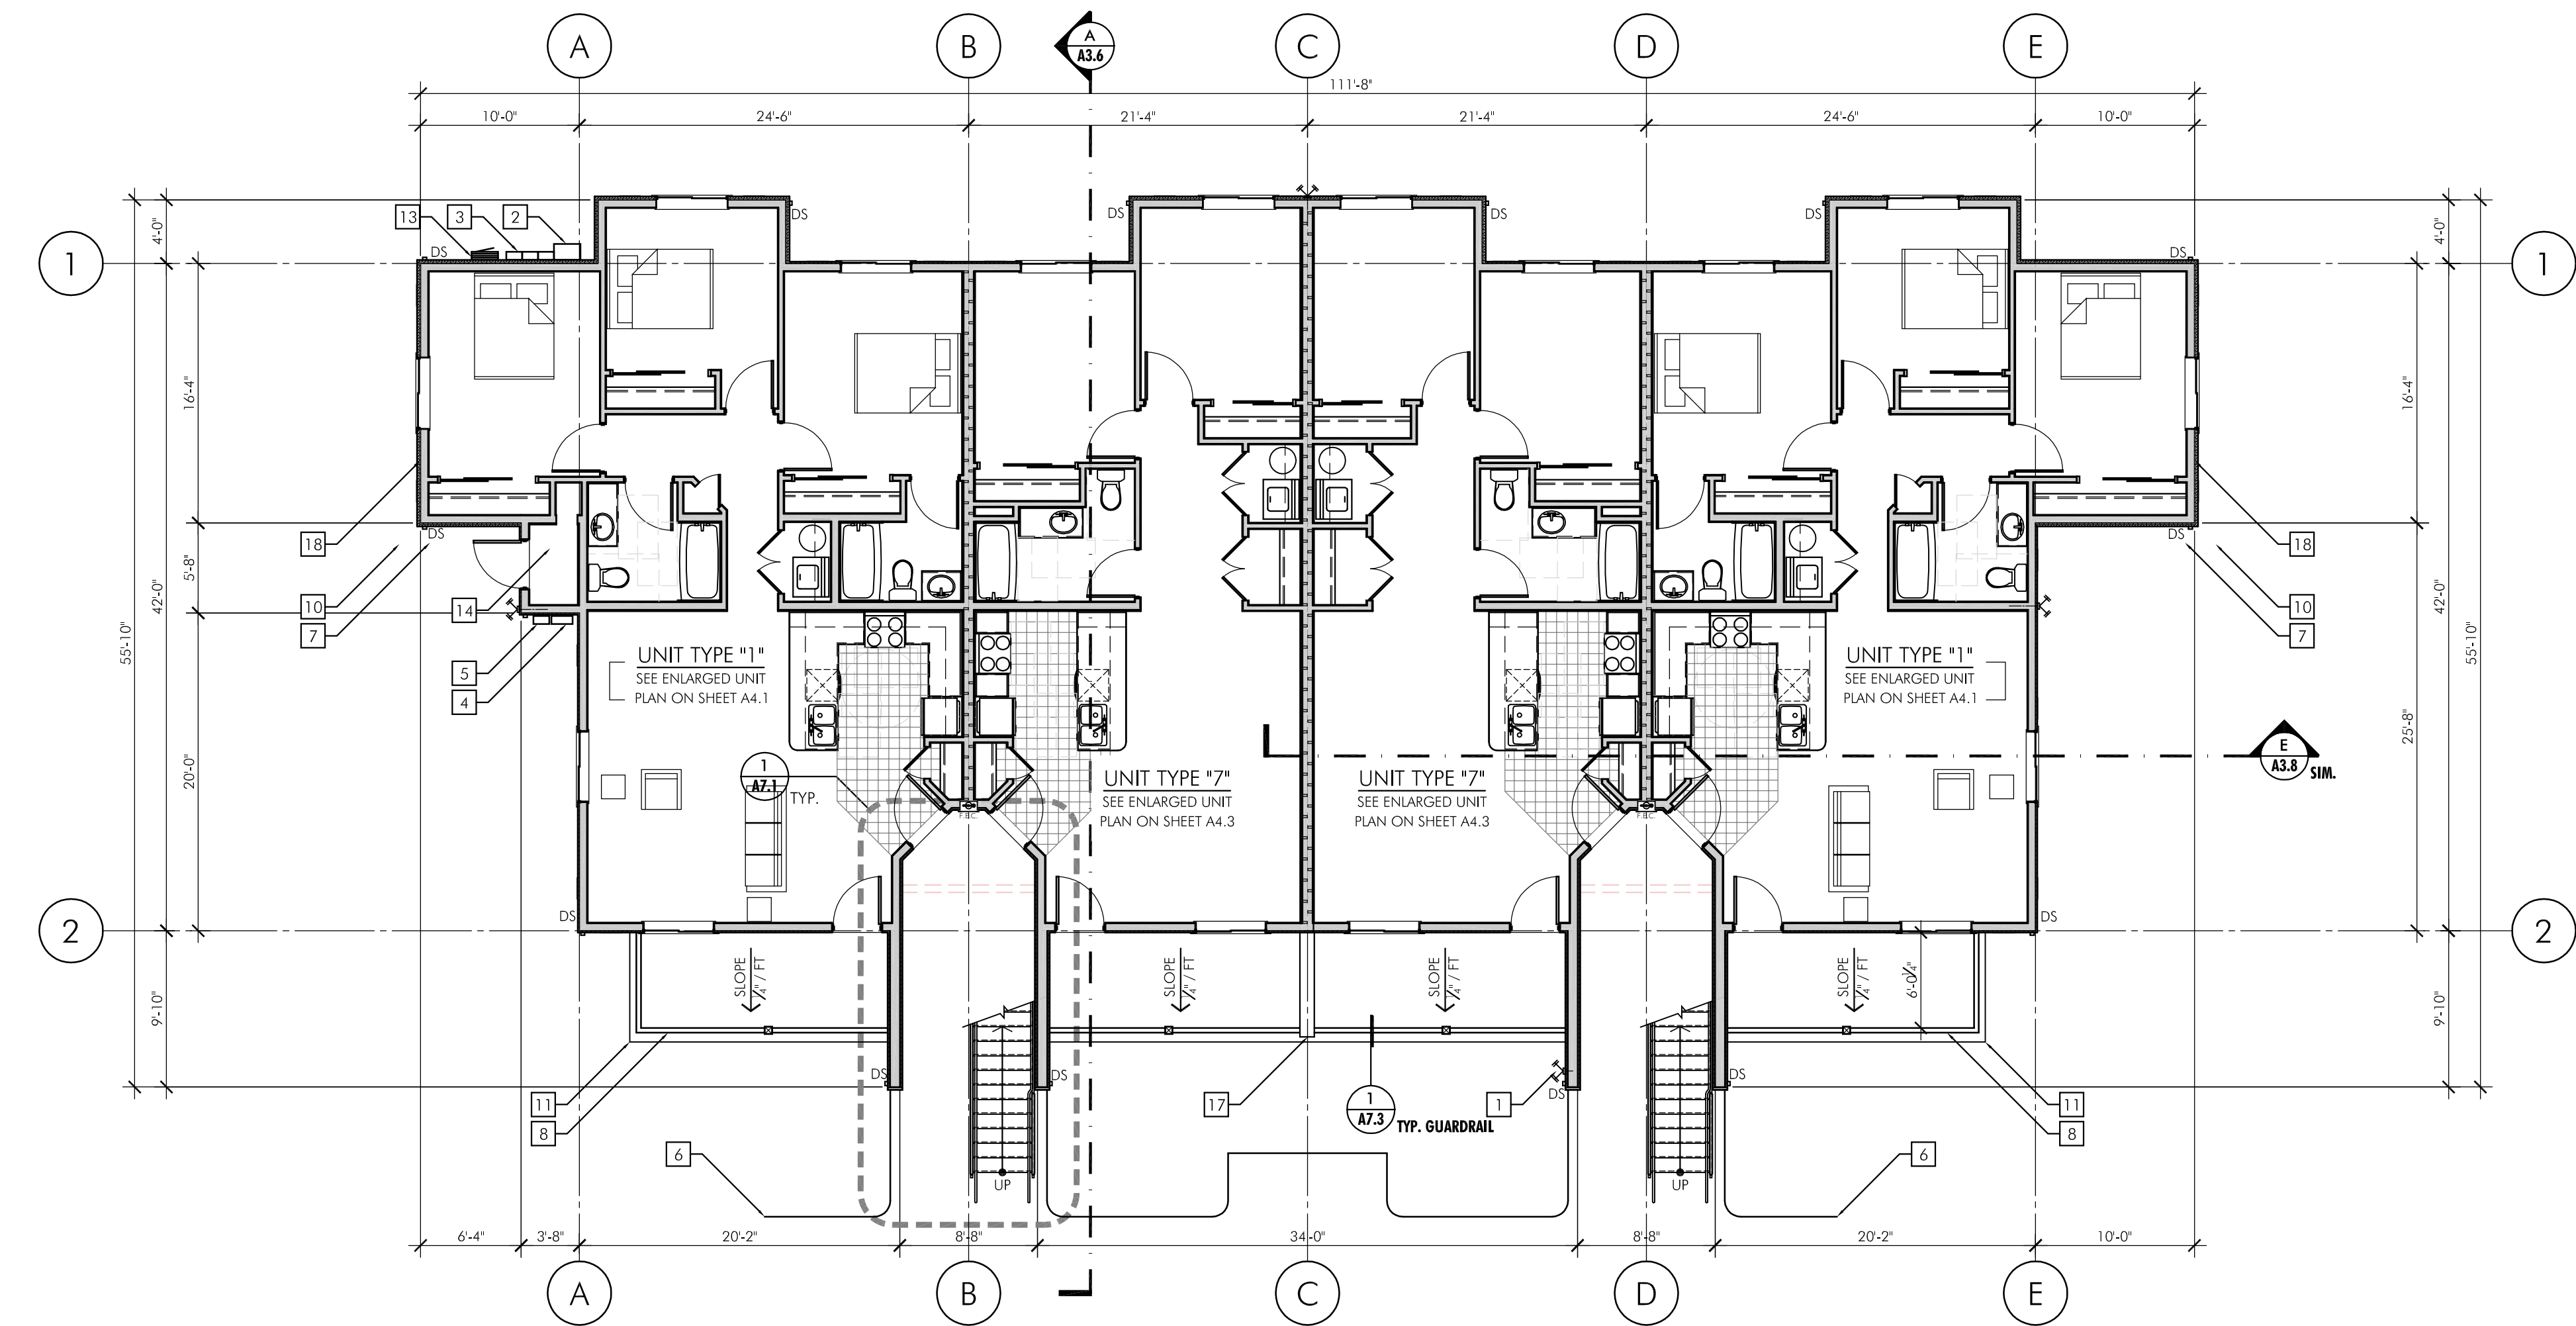 A B C D E
A
A3.6
111'-8"
10'-0" 24'-6" 21'-4" 21'-4" 24'-6" 10'-0"
13 3 2
DS DS DS DS
4'-0" 4'-0"
DS DS
1 1
16'-4" 16'-4"
18 18
DS DS
5'-8"
42'-0" 42'-0"
10 14 10
7 7
55'-10" 55'-10"
5
4
UNIT TYPE "1"
SEE ENLARGED UNIT
PLAN ON SHEET A4.1
UNIT TYPE "1"
SEE ENLARGED UNIT
PLAN ON SHEET A4.1
20'-0" 25'-8"
1
A7.1
TYP.
UNIT TYPE "7"
SEE ENLARGED UNIT
PLAN ON SHEET A4.3
UNIT TYPE "7"
SEE ENLARGED UNIT
PLAN ON SHEET A4.3
E
A3.8
SIM.
F.E.C. F.E.C.
DS DS
2 2
SLOPE
1/4" / FT
SLOPE
1/4" / FT
SLOPE
1/4" / FT
SLOPE
1/4" / FT
6'-0 1/4"
9'-10" 9'-10"
DS DS DS DS
11 17 1 11
8 8
1
A7.3
TYP. GUARDRAIL
6 6
UP UP
6'-4" 3'-8" 20'-2" 8'-8" 34'-0" 8'-8" 20'-2" 10'-0"
A B C D E